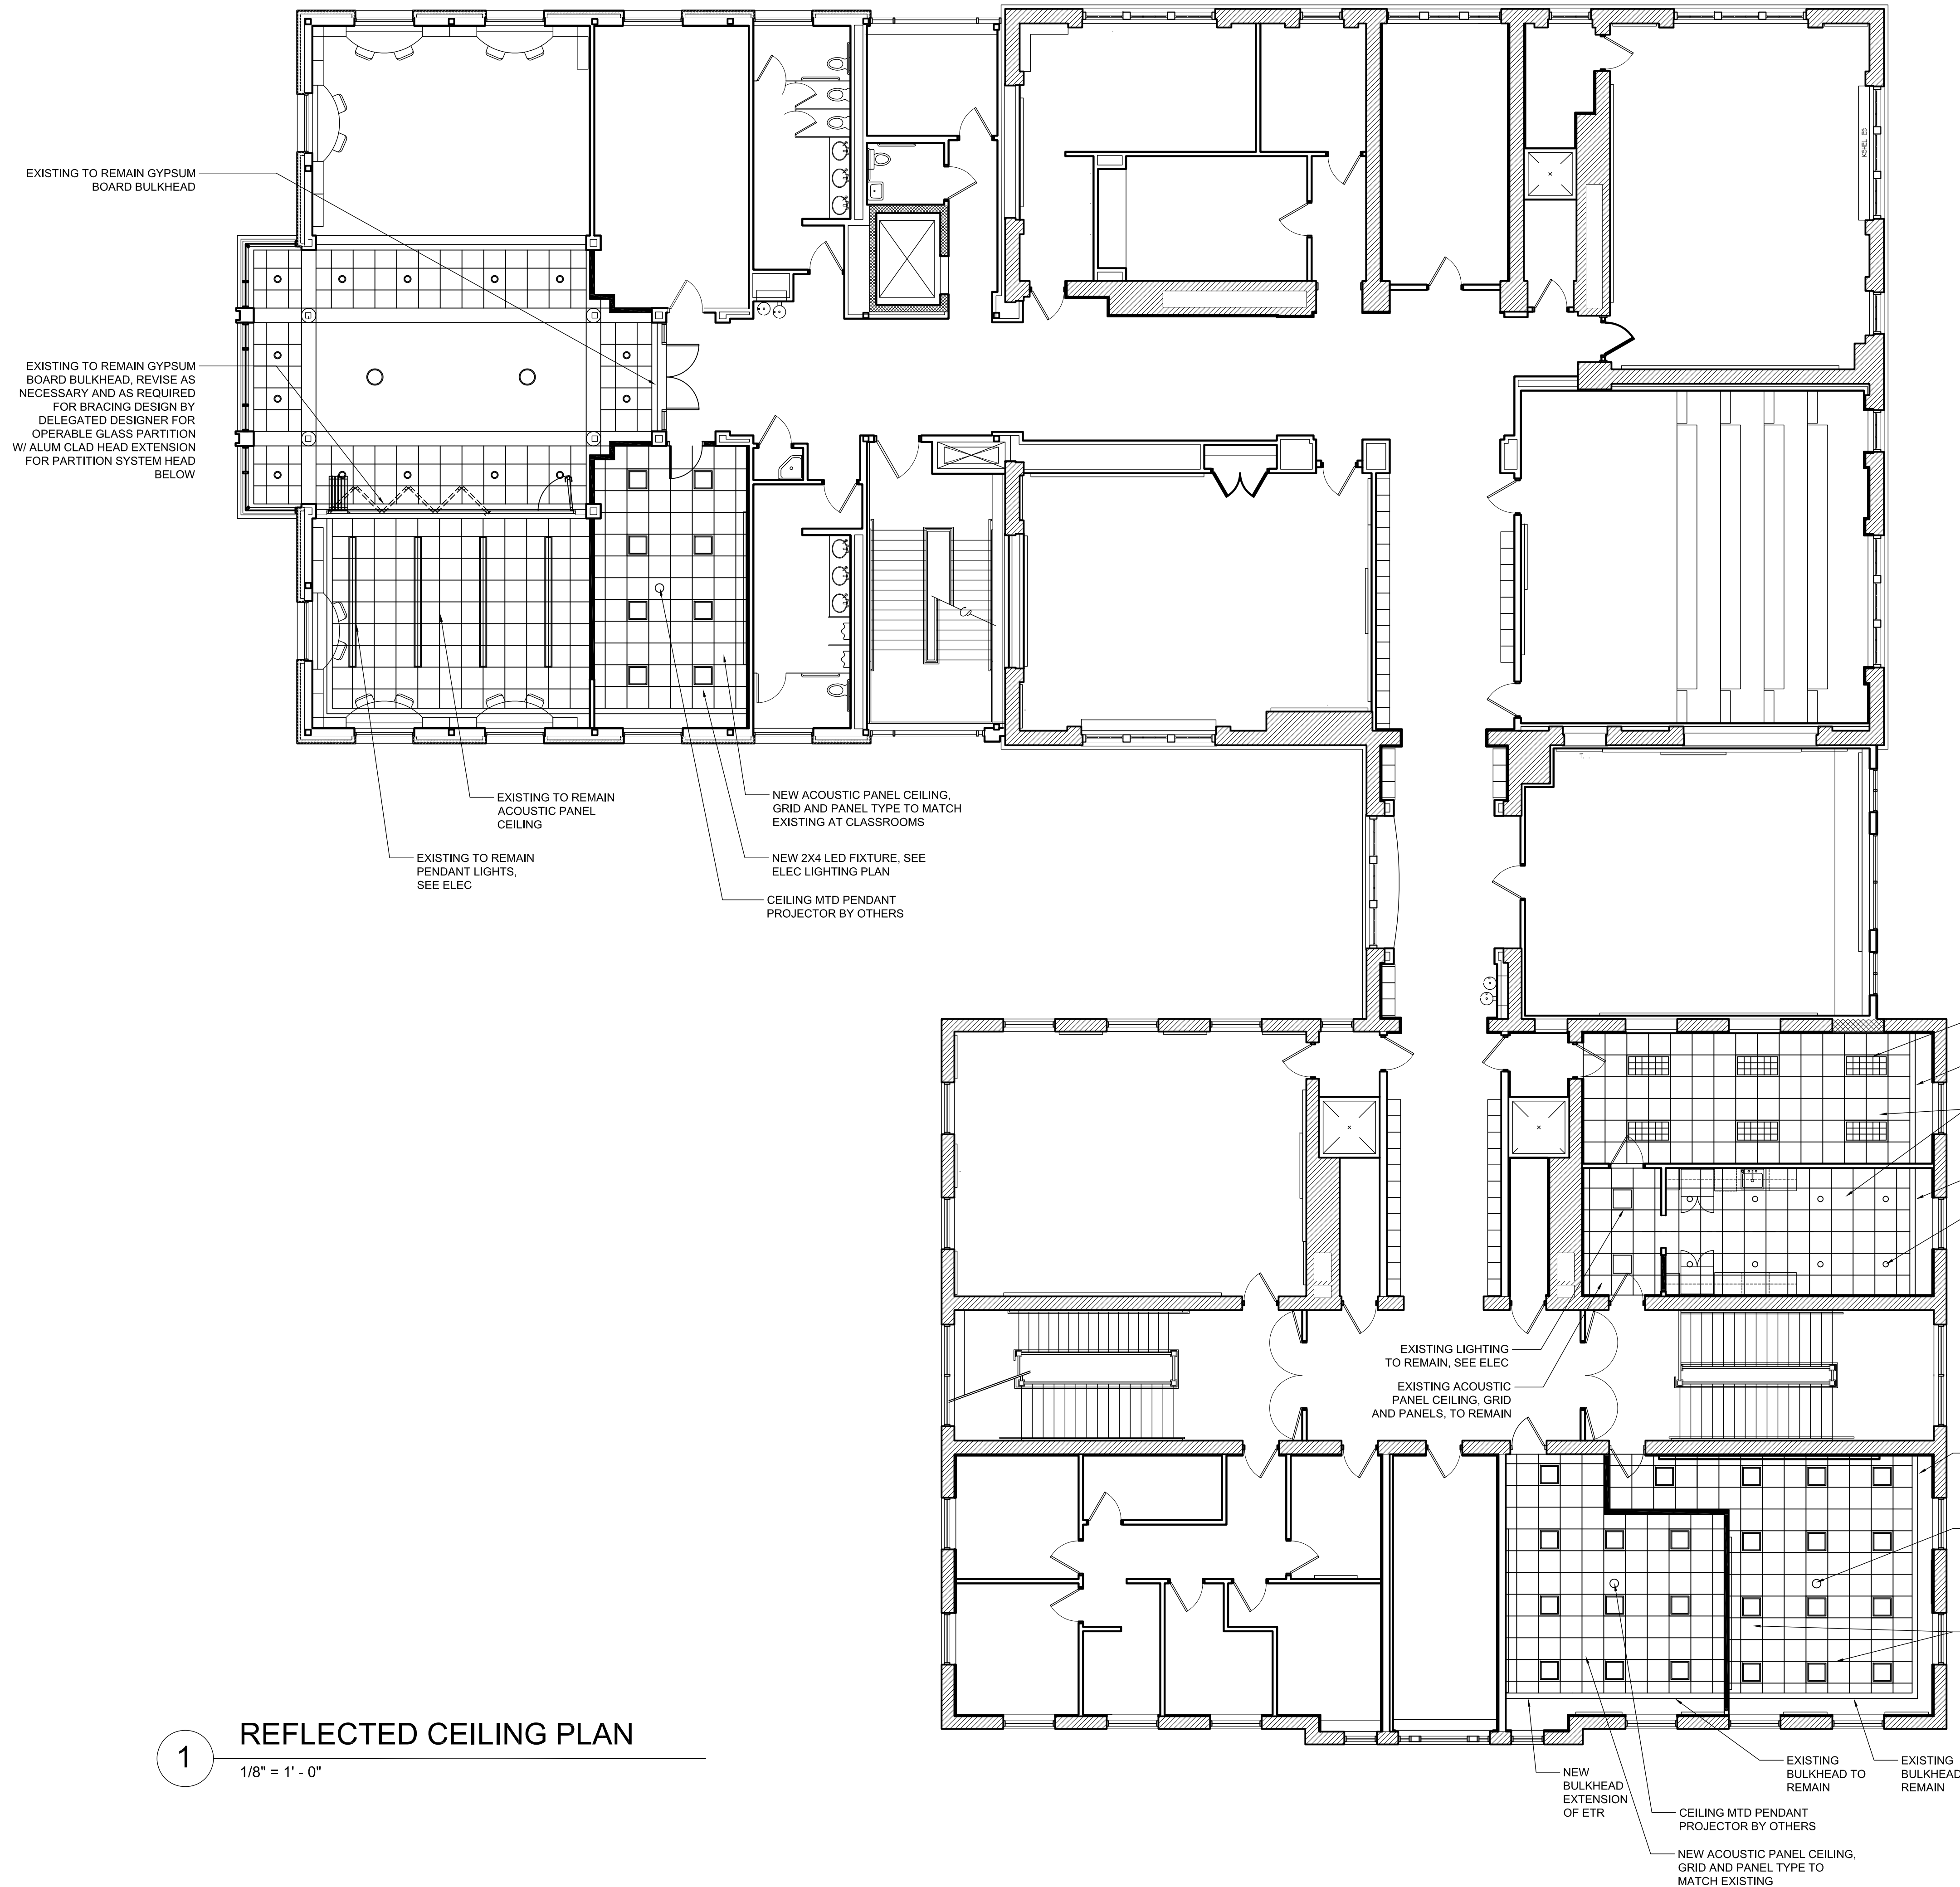 EXISTING TO REMAIN GYPSUM
BOARD BULKHEAD
EXISTING TO REMAIN GYPSUM
BOARD BULKHEAD, REVISE AS
NECESSARY AND AS REQUIRED
FOR BRACING DESIGN BY
DELEGATED DESIGNER FOR
OPERABLE GLASS PARTITION
W/ ALUM CLAD HEAD EXTENSION
FOR PARTITION SYSTEM HEAD
BELOW
EXISTING TO REMAIN
ACOUSTIC PANEL
CEILING
EXISTING TO REMAIN
PENDANT LIGHTS,
SEE ELEC
NEW ACOUSTIC PANEL CEILING,
GRID AND PANEL TYPE TO MATCH
EXISTING AT CLASSROOMS
NEW 2X4 LED FIXTURE, SEE
ELEC LIGHTING PLAN
CEILING MTD PENDANT
PROJECTOR BY OTHERS
EXISTING LIGHTING
TO REMAIN, SEE ELEC
EXISTING ACOUSTIC
PANEL CEILING, GRID
AND PANELS, TO REMAIN
NEW
BULKHEAD
EXTENSION
OF ETR
EXISTING
BULKHEAD TO
REMAIN
EXISTING
BULKHEAD
REMAIN
CEILING MTD PENDANT
PROJECTOR BY OTHERS
NEW ACOUSTIC PANEL CEILING,
GRID AND PANEL TYPE TO
MATCH EXISTING
1
REFLECTED CEILING PLAN
1/8" = 1' - 0"